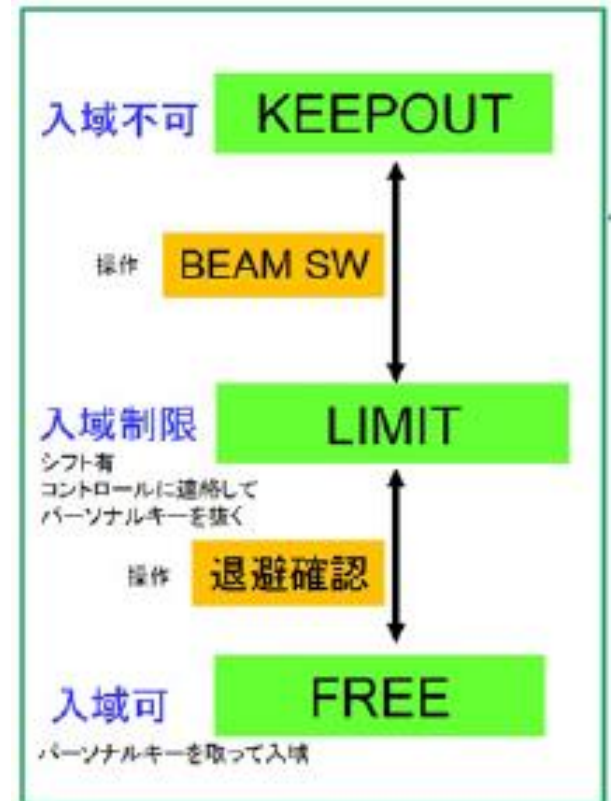 入域不可 KEEPOUT
操作 BEAM SW
入域制限 LIMIT
シフト有
コントロールに連絡して
パーソナルキーを抜く
操作 退避確認
入域可 FREE
パーソナルキーを取って入域